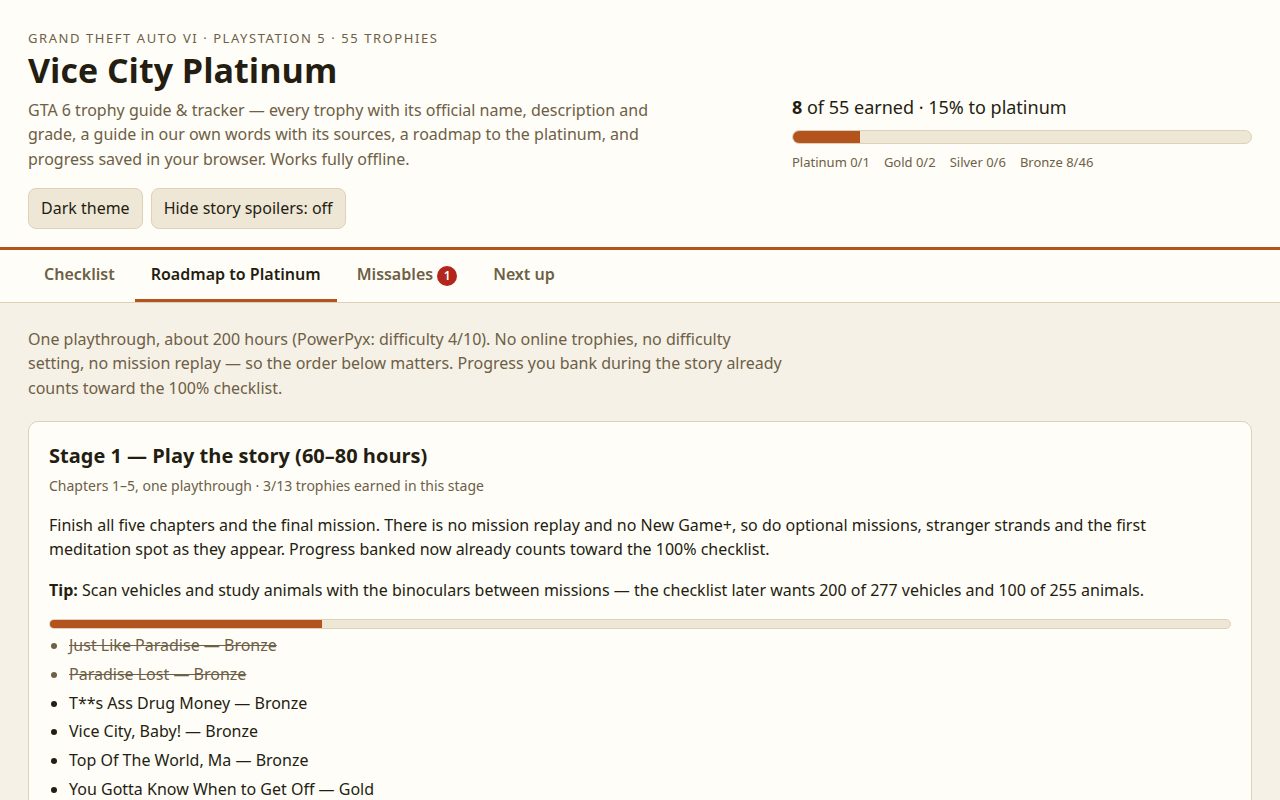 GRAND THEFT AUTO VI · PLAYSTATION 5 · 55 TROPHIES
Vice City Platinum
GTA 6 trophy guide & tracker — every trophy with its official name, description and
grade, a guide in our own words with its sources, a roadmap to the platinum, and
progress saved in your browser. Works fully offline.
8 of 55 earned · 15% to platinum
Platinum 0/1 Gold 0/2 Silver 0/6 Bronze 8/46
Dark theme Hide story spoilers: off
Checklist Roadmap to Platinum Missables 1 Next up
One playthrough, about 200 hours (PowerPyx: difficulty 4/10). No online trophies, no difficulty
setting, no mission replay — so the order below matters. Progress you bank during the story already
counts toward the 100% checklist.
Stage 1 — Play the story (60–80 hours)
Chapters 1–5, one playthrough · 3/13 trophies earned in this stage
Finish all five chapters and the final mission. There is no mission replay and no New Game+, so do optional missions, stranger strands and the first
meditation spot as they appear. Progress banked now already counts toward the 100% checklist.
Tip: Scan vehicles and study animals with the binoculars between missions — the checklist later wants 200 of 277 vehicles and 100 of 255 animals.
Just Like Paradise — Bronze
Paradise Lost — Bronze
T**s Ass Drug Money — Bronze
Vice City, Baby! — Bronze
Top Of The World, Ma — Bronze
You Gotta Know When to Get Off — Gold